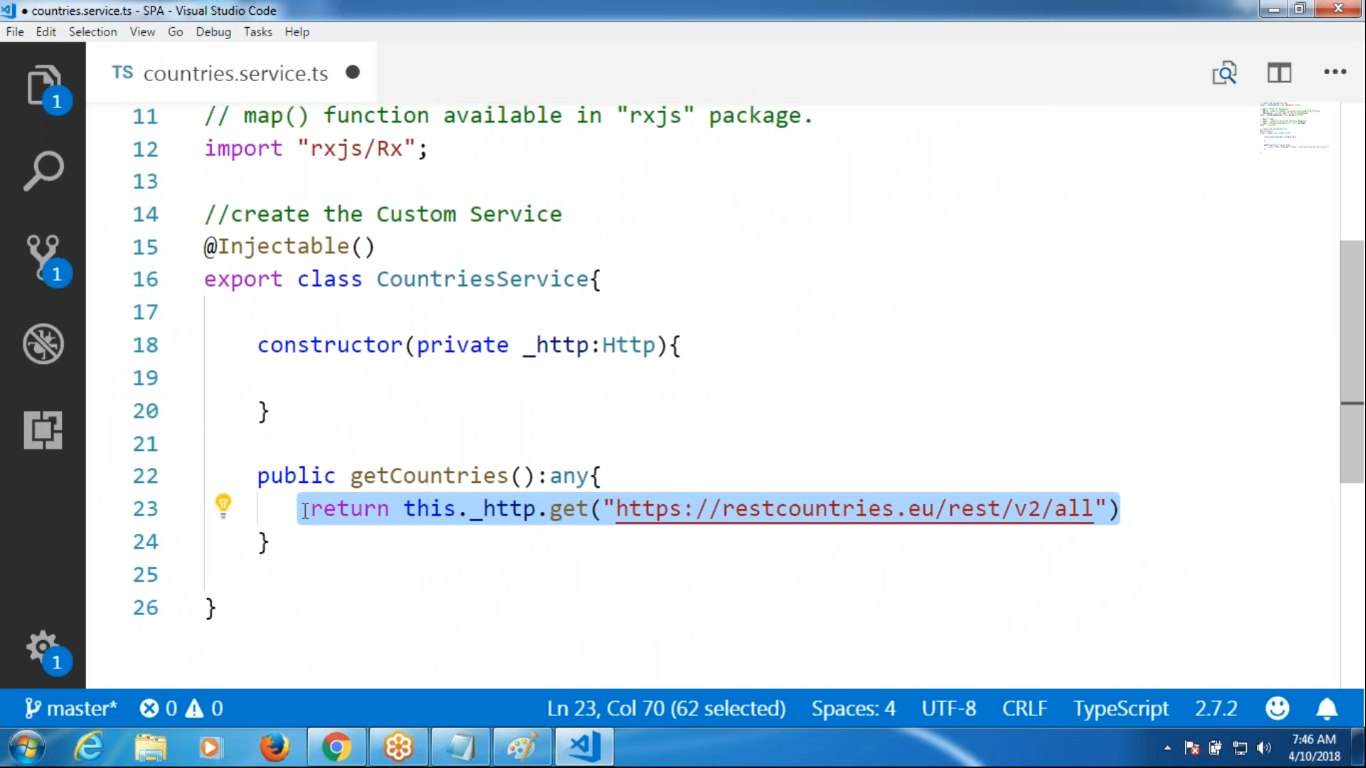 countries.service.ts - SPA - Visual Studio Code
File Edit Selection View Go Debug Tasks Help
TS countries.service.ts
1
11 // map() function available in "rxjs" package.
12 import "rxjs/Rx";
13
14 //create the Custom Service
15 @Injectable()
1
16 export class CountriesService{
17
18 constructor(private _http:Http){
19
20 }
21
22 public getCountries():any{
23 return this._http.get("https://restcountries.eu/rest/v2/all")
24 }
25
26 }
1
master* 0 0 Ln 23, Col 70 (62 selected) Spaces: 4 UTF-8 CRLF TypeScript 2.7.2
7:46 AM
4/10/2018